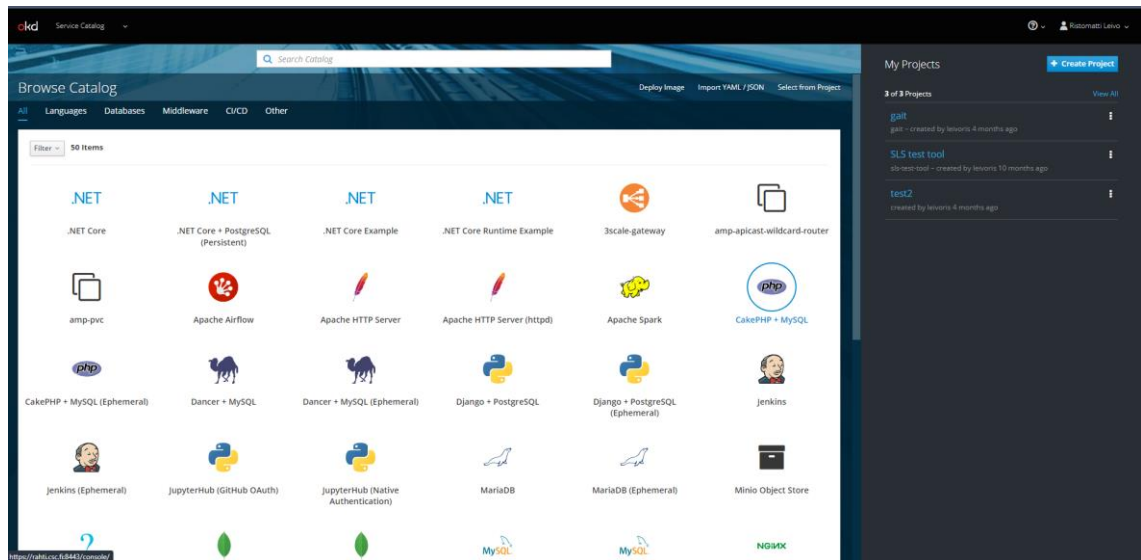 okd Service Catalog Ristomatti Leivo
Search Catalog
Browse Catalog Deploy Image Import YAML / JSON Select from Project
All Languages Databases Middleware CI/CD Other
Filter 50 Items
.NET .NET .NET .NET
.NET Core .NET Core + PostgreSQL (Persistent) .NET Core Example .NET Core Runtime Example 3scale-gateway amp-apicast-wildcard-router
php
amp-pvc Apache Airflow Apache HTTP Server Apache HTTP Server (httpd) Apache Spark CakePHP + MySQL
php
CakePHP + MySQL (Ephemeral) Dancer + MySQL Dancer + MySQL (Ephemeral) Django + PostgreSQL Django + PostgreSQL (Ephemeral) Jenkins
Jenkins (Ephemeral) JupyterHub (GitHub OAuth) JupyterHub (Native Authentication) MariaDB MariaDB (Ephemeral) Minio Object Store
? MySQL MySQL NGINX
https://rahti.csc.fi:8443/console/
My Projects + Create Project
3 of 3 Projects View All
gait
gait – created by leivoris 4 months ago
SLS test tool
sls-test-tool – created by leivoris 10 months ago
test2
created by leivoris 4 months ago